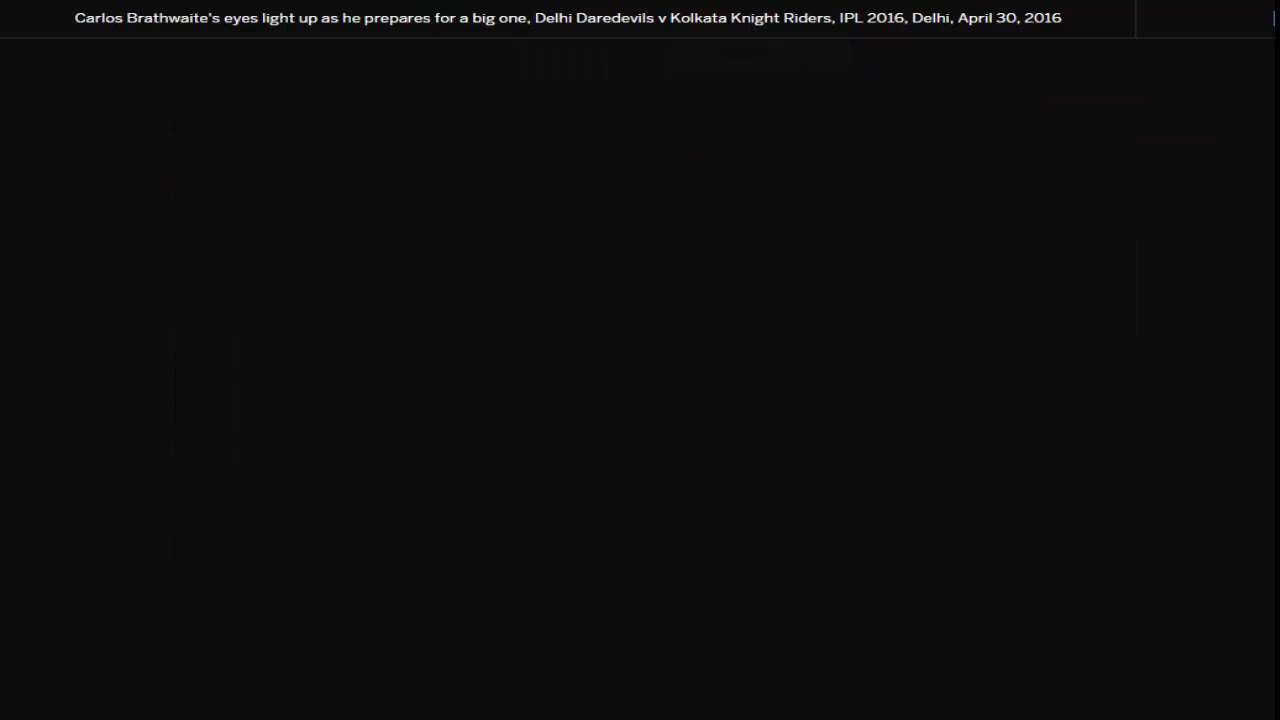 Carlos Brathwaite's eyes light up as he prepares for a big one, Delhi Daredevils v Kolkata Knight Riders, IPL 2016, Delhi, April 30, 2016